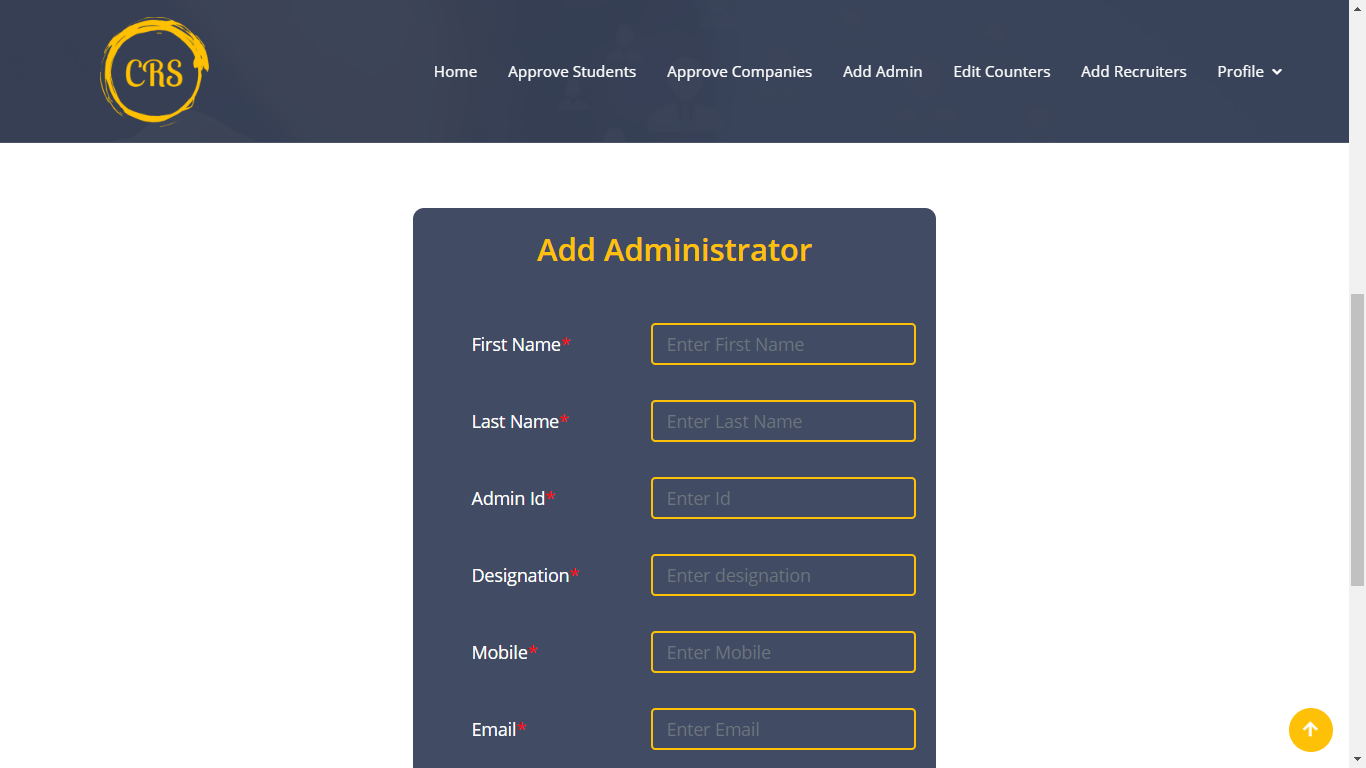 CRS
Home Approve Students Approve Companies Add Admin Edit Counters Add Recruiters Profile
Add Administrator
First Name* Enter First Name
Last Name* Enter Last Name
Admin Id* Enter Id
Designation* Enter designation
Mobile* Enter Mobile
Email* Enter Email